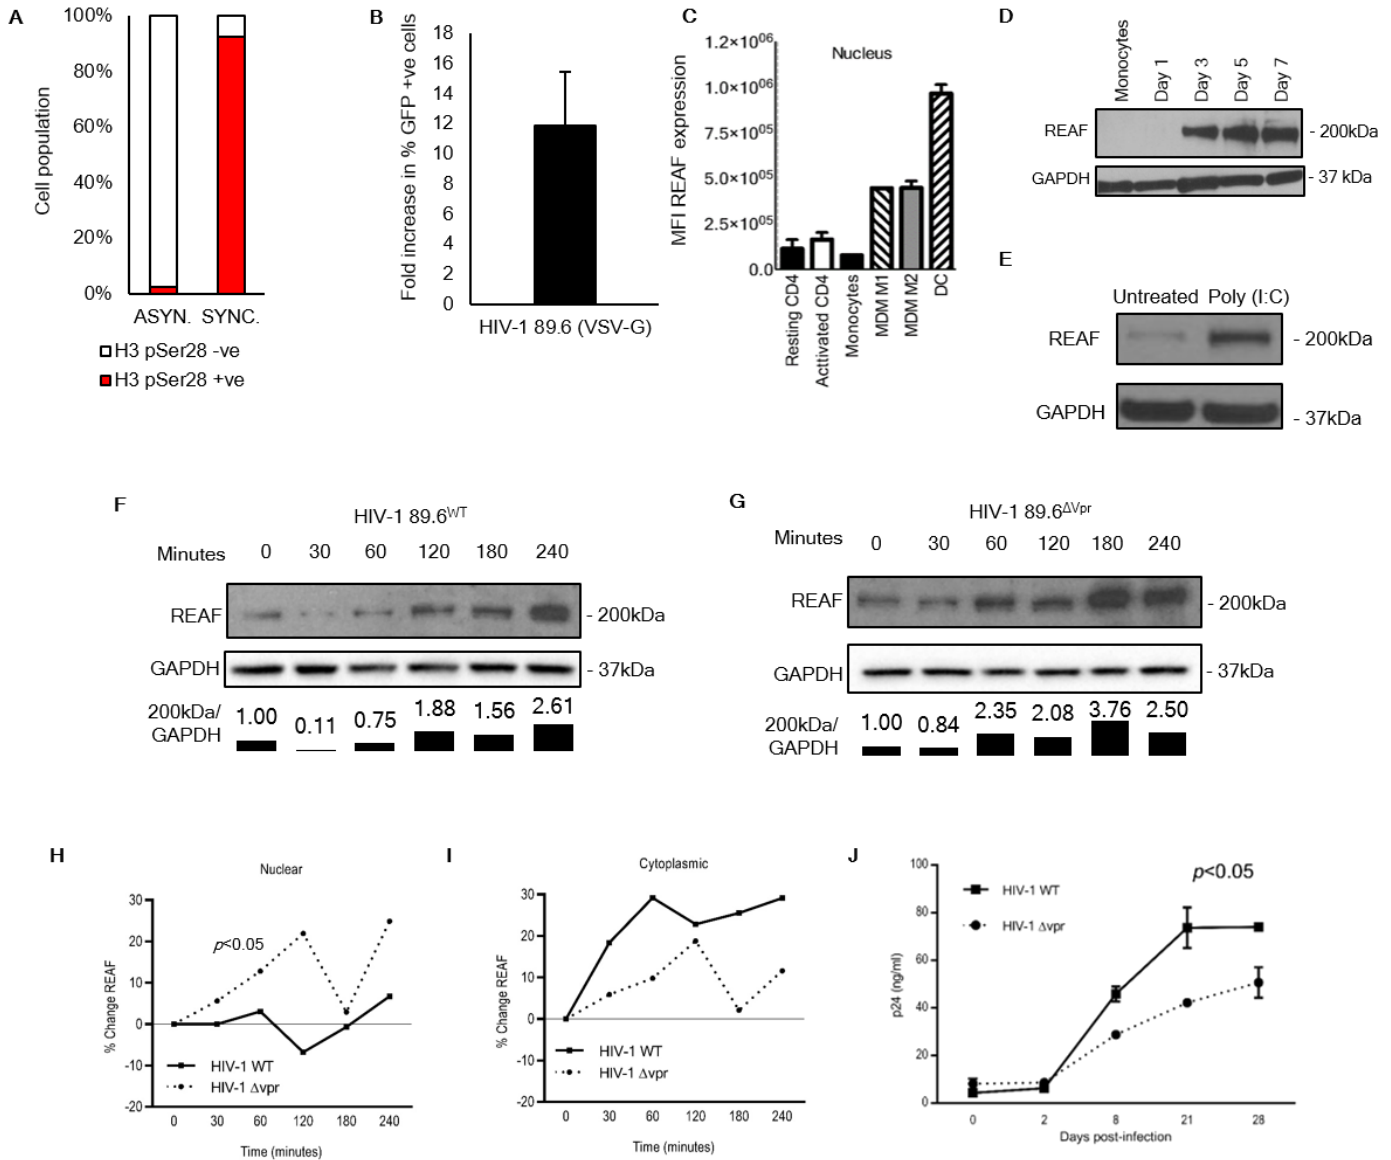 A
100%
80%
60%
40%
20%
0%
Cell population
ASYN. SYNC.
H3 pSer28 -ve
H3 pSer28 +ve
B
Fold increase in % GFP +ve cells
18
16
14
12
10
8
6
4
2
0
HIV-1 89.6 (VSV-G)
C
MFI REAF expression
1.2×10⁰⁶
1.0×10⁰⁶
7.5×10⁰⁵
5.0×10⁰⁵
2.5×10⁰⁵
0.0
Nucleus
Resting CD4
Acttivated CD4
Monocytes
MDM M1
MDM M2
DC
D
Monocytes
Day 1
Day 3
Day 5
Day 7
REAF - 200kDa
GAPDH - 37 kDa
E
Untreated Poly (I:C)
REAF - 200kDa
GAPDH - 37kDa
F
HIV-1 89.6ᵂᵀ
Minutes 0 30 60 120 180 240
REAF - 200kDa
GAPDH - 37kDa
200kDa/
GAPDH
1.00 0.11 0.75 1.88 1.56 2.61
G
HIV-1 89.6ΔVpr
Minutes 0 30 60 120 180 240
REAF - 200kDa
GAPDH - 37kDa
200kDa/
GAPDH
1.00 0.84 2.35 2.08 3.76 2.50
H
Nuclear
% Change REAF
30
20
10
0
-10
-20
p<0.05
HIV-1 WT
HIV-1 Δvpr
0 30 60 120 180 240
Time (minutes)
I
Cytoplasmic
% Change REAF
30
20
10
0
-10
-20
HIV-1 WT
HIV-1 Δvpr
0 30 60 120 180 240
Time (minutes)
J
p24 (ng/ml)
100
80
60
40
20
0
HIV-1 WT
HIV-1 Δvpr
p<0.05
0 2 8 21 28
Days post-infection